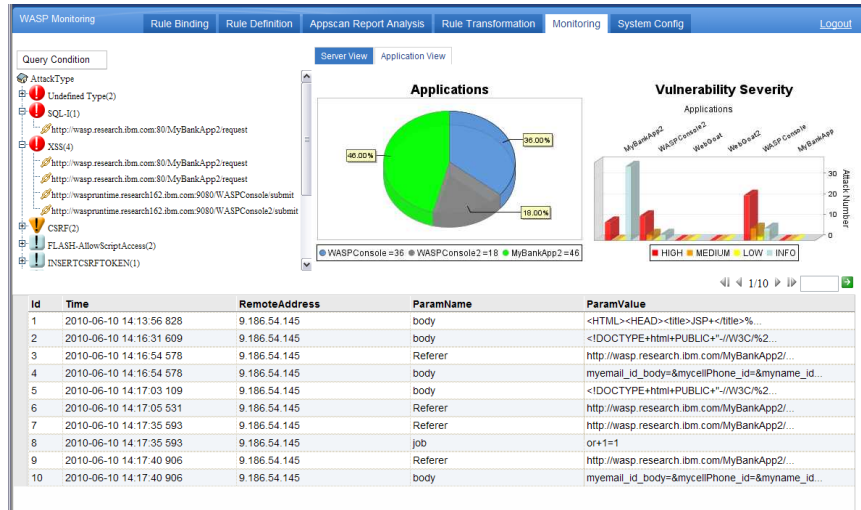 WASP Monitoring
Rule Binding Rule Definition Appscan Report Analysis Rule Transformation Monitoring System Config Logout
Query Condition
Server View Application View
AttackType
Undefined Type(2)
SQL-I(1)
http://wasp.research.ibm.com:80/MyBankApp2/request
XSS(4)
http://wasp.research.ibm.com:80/MyBankApp2/request
http://wasp.research.ibm.com:80/MyBankApp2/request
http://waspruntime.research162.ibm.com:9080/WASPConsole/submit
http://waspruntime.research162.ibm.com:9080/WASPConsole2/submit
CSRF(2)
FLASH-AllowScriptAccess(2)
INSERTCSRFTOKEN(1)
Applications
46.00%
36.00%
18.00%
WASPConsole =36 WASPConsole2 =18 MyBankApp2 =46
Vulnerability Severity
Applications
MyBankApp2 WASPConsole2 WebGoat WebGoat2 WASPConsole MyBankApp
30
20
10
0
Attack Number
HIGH MEDIUM LOW INFO
1/10
Id Time RemoteAddress ParamName ParamValue
1 2010-06-10 14:13:56 828 9.186.54.145 body <HTML><HEAD><title>JSP+</title>%...
2 2010-06-10 14:16:31 609 9.186.54.145 body <!DOCTYPE+html+PUBLIC+"-//W3C/%2...
3 2010-06-10 14:16:54 578 9.186.54.145 Referer http://wasp.research.ibm.com/MyBankApp2/...
4 2010-06-10 14:16:54 578 9.186.54.145 body myemail_id_body=&mycellPhone_id=&myname_id...
5 2010-06-10 14:17:03 109 9.186.54.145 body <!DOCTYPE+html+PUBLIC+"-//W3C/%2...
6 2010-06-10 14:17:05 531 9.186.54.145 Referer http://wasp.research.ibm.com/MyBankApp2/...
7 2010-06-10 14:17:35 593 9.186.54.145 Referer http://wasp.research.ibm.com/MyBankApp2/...
8 2010-06-10 14:17:35 593 9.186.54.145 job or+1=1
9 2010-06-10 14:17:40 906 9.186.54.145 Referer http://wasp.research.ibm.com/MyBankApp2/...
10 2010-06-10 14:17:40 906 9.186.54.145 body myemail_id_body=&mycellPhone_id=&myname_id...